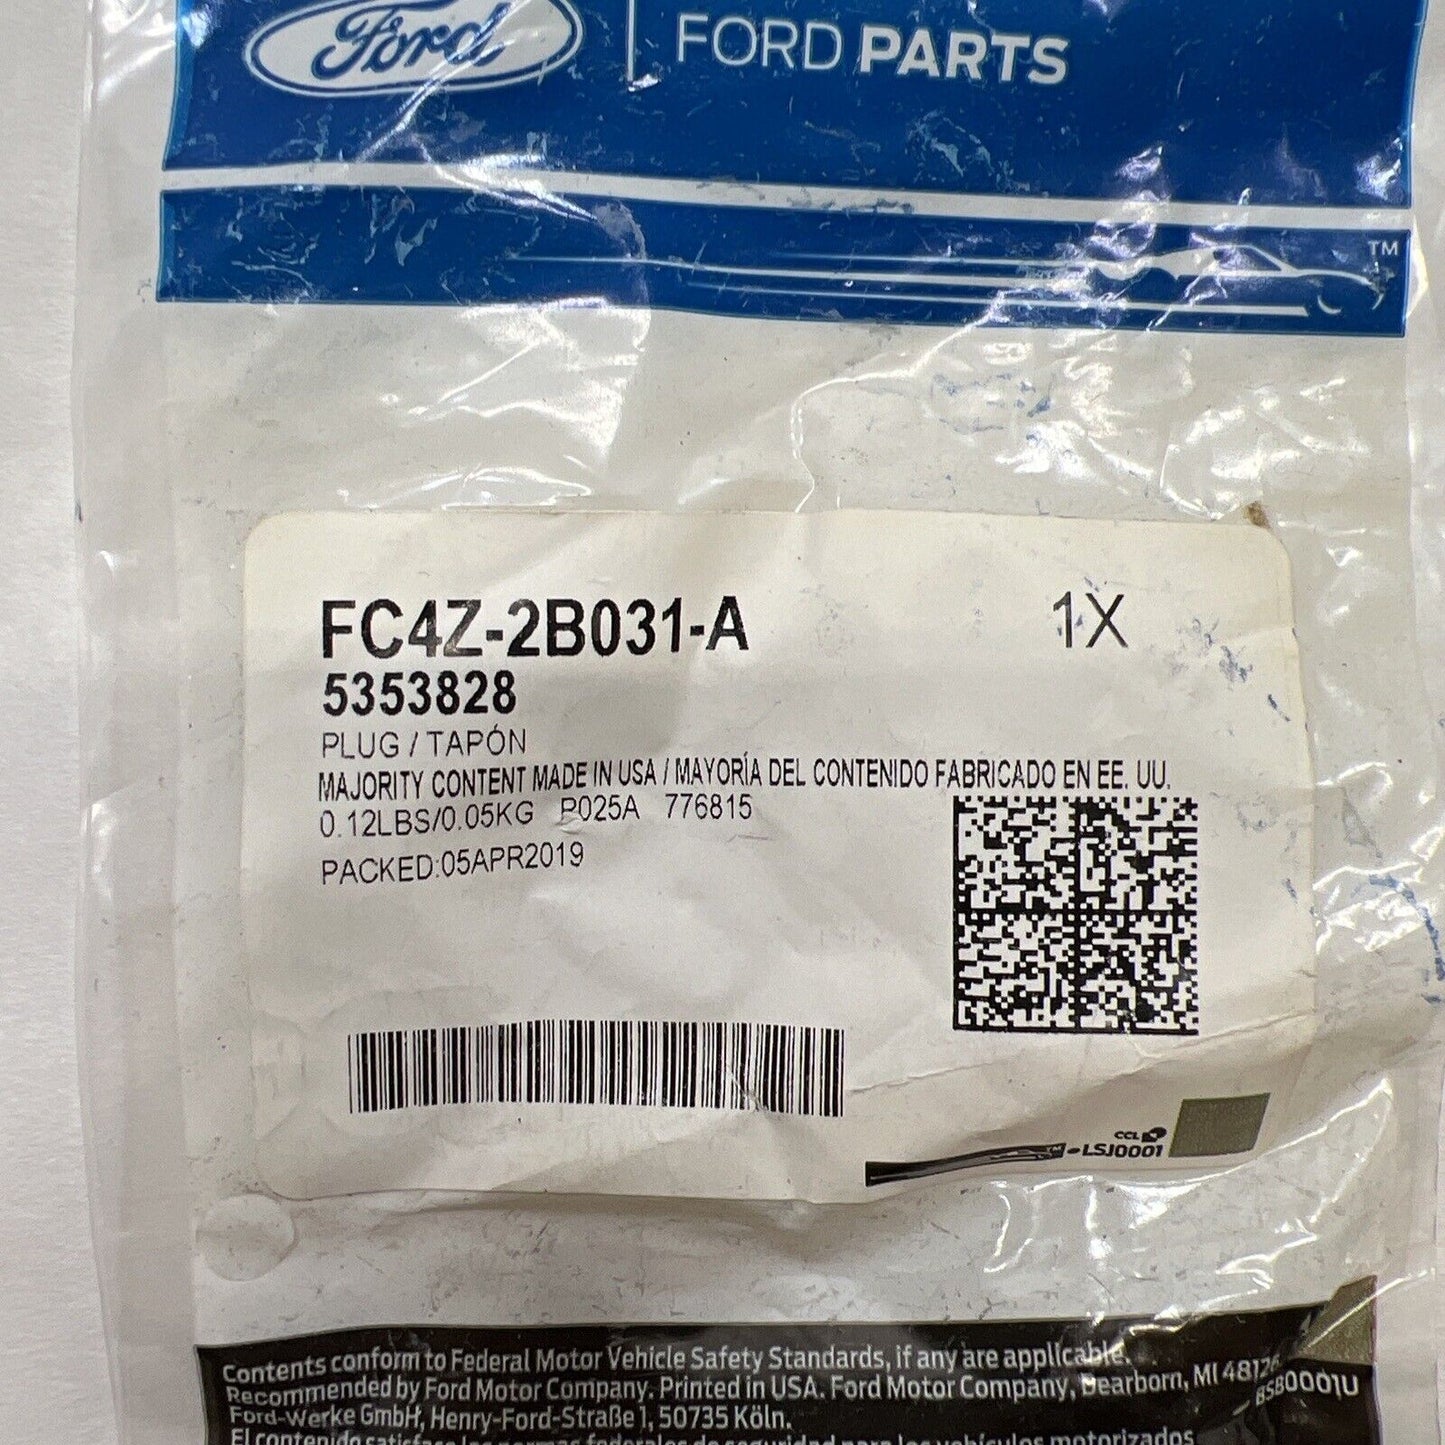 Ford
FORD PARTS
™
FC4Z-2B031-A
1X
5353828
PLUG / TAPÓN
MAJORITY CONTENT MADE IN USA / MAYORÍA DEL CONTENIDO FABRICADO EN EE. UU.
0.12LBS/0.05KG P025A 776815
PACKED:05APR2019
CCL
LSJ0001
Contents conform to Federal Motor Vehicle Safety Standards, if any are applicable.
Recommended by Ford Motor Company. Printed in USA. Ford Motor Company, Dearborn, MI 48126
BSB0001U
Ford-Werke GmbH, Henry-Ford-Straße 1, 50735 Köln.
El contenido satisface las normas federales de seguridad para los vehículos motorizados